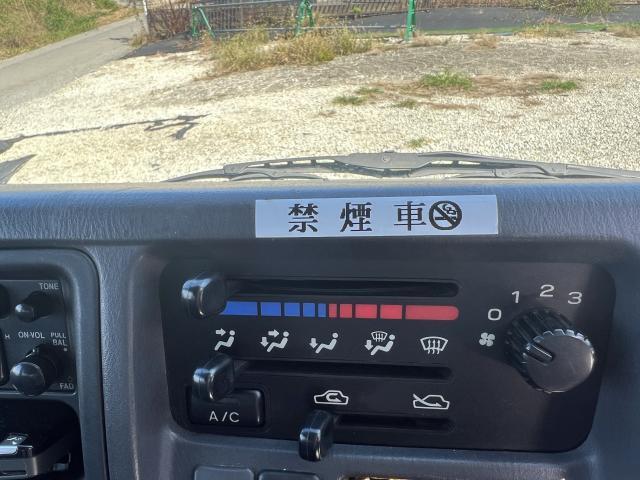 禁煙車
TONE
ON-VOL
PULL
BAL
FAD
0
1
2
3
A/C